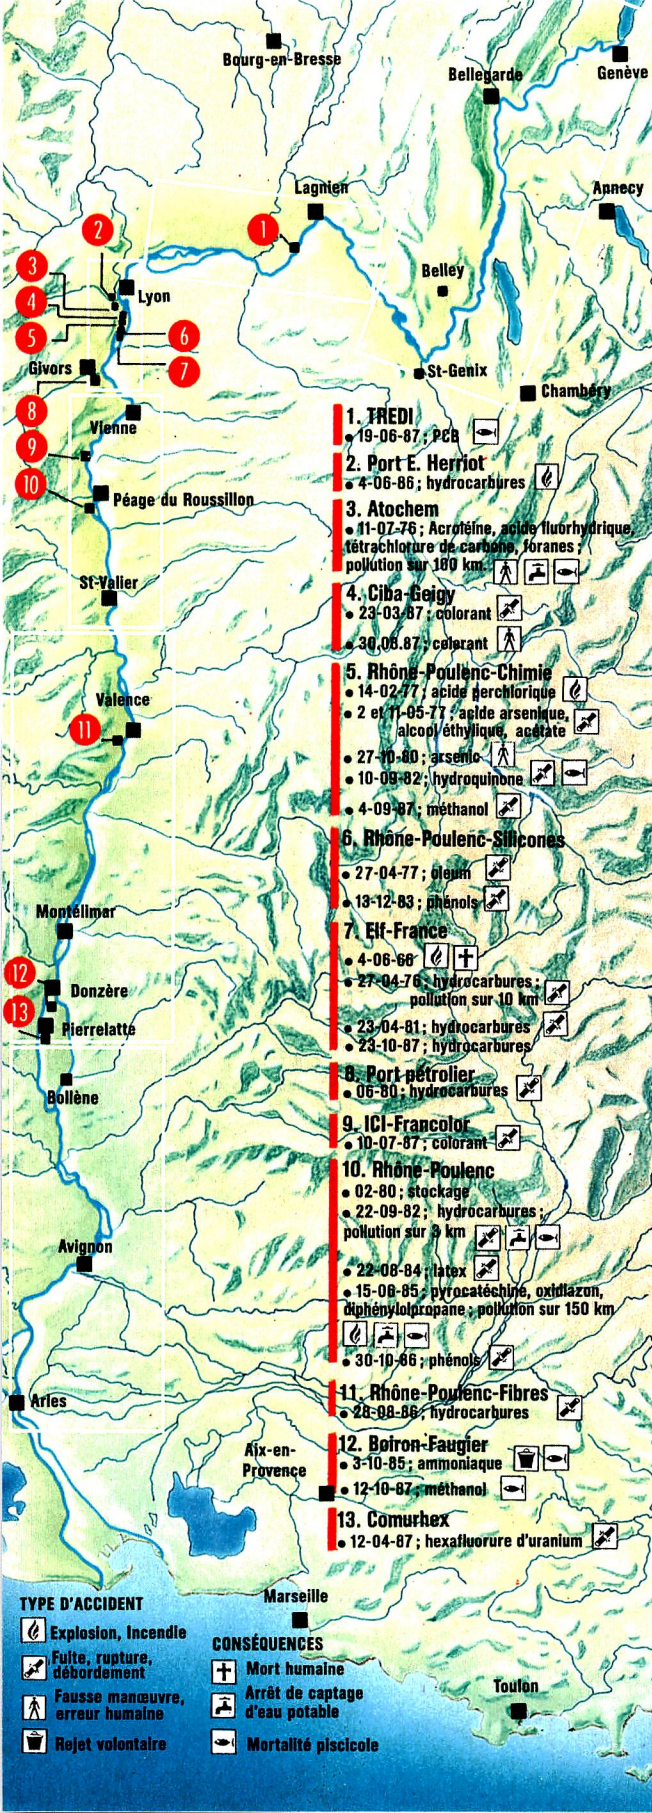 Bourg-en-Bresse
Bellegarde
Genève
Lagnien
Annecy
1
2
Belley
3
Lyon
4
5
6
Givors
7
St-Genix
Chambéry
8
Vienne
9
10
Péage du Roussillon
St-Valier
Valence
11
Montélimar
12
Donzère
13
Pierrelatte
Bollène
Avignon
Arles
Aix-en-
Provence
Marseille
Toulon
1. TREDI
• 19-06-87 ; PCB
2. Port E. Herriot
• 4-06-86 ; hydrocarbures
3. Atochem
• 11-07-76 ; Acroféine, acide fluorhydrique,
tétrachlorure de carbone, foranes ;
pollution sur 100 km.
4. Ciba-Geigy
• 23-03-87 ; colorant
• 30.06.87 ; colorant
5. Rhône-Poulenc-Chimie
• 14-02-77 ; acide perchlorique
• 2 et 11-05-77 ; acide arsenique,
alcool éthylique, acétate
• 27-10-80 ; arsenic
• 10-09-82 ; hydroquinone
• 4-09-87 ; méthanol
6. Rhône-Poulenc-Silicones
• 27-04-77 ; oleum
• 13-12-83 ; phénols
7. Elf-France
• 4-06-66
• 27-04-76 ; hydrocarbures ;
pollution sur 10 km
• 23-04-81 ; hydrocarbures
• 23-10-87 ; hydrocarbures
8. Port pétrolier
• 06-80 ; hydrocarbures
9. ICI-Francolor
• 10-07-87 ; colorant
10. Rhône-Poulenc
• 02-80 ; stockage
• 22-09-82 ; hydrocarbures ;
pollution sur 3 km
• 22-08-84 ; latex
• 15-06-85 ; pyrocatéchine, oxidiazon,
diphénylolpropane ; pollution sur 150 km
• 30-10-86 ; phénols
11. Rhône-Poulenc-Fibres
• 28-08-86 ; hydrocarbures
12. Boiron-Faugier
• 3-10-85 ; ammoniaque
• 12-10-87 ; méthanol
13. Comurhex
• 12-04-87 ; hexafluorure d'uranium
TYPE D'ACCIDENT
Explosion, Incendie
Fuite, rupture,
débordement
Fausse manœuvre,
erreur humaine
Rejet volontaire
CONSÉQUENCES
Mort humaine
Arrêt de captage
d'eau potable
Mortalité piscicole